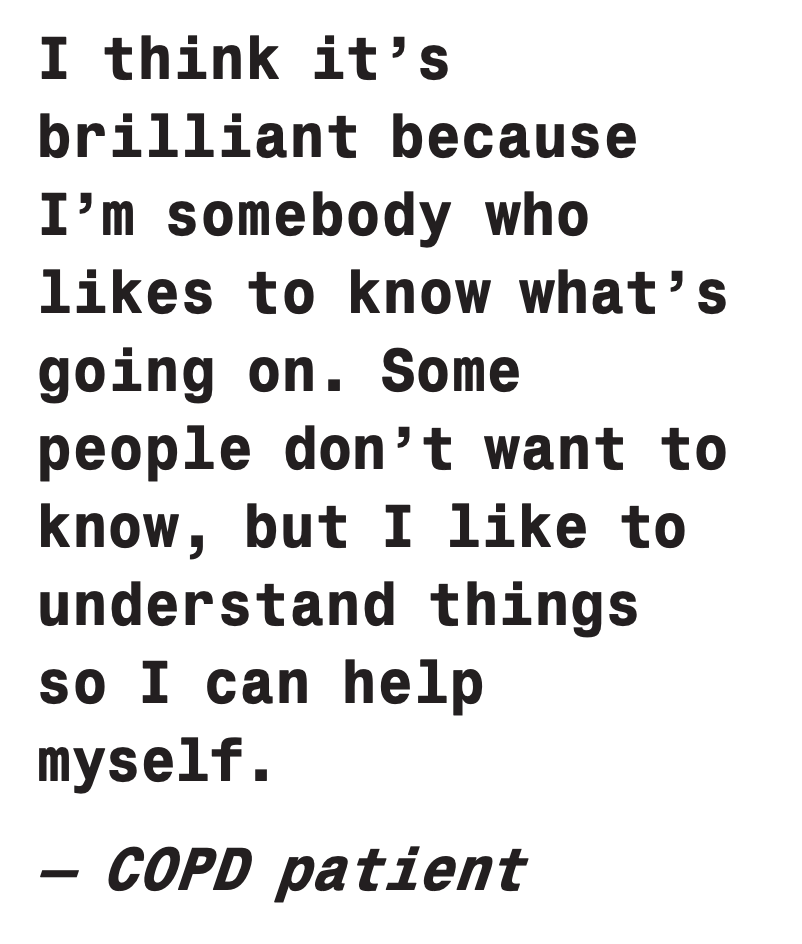 I think it’s
brilliant because
I’m somebody who
likes to know what’s
going on. Some
people don’t want to
know, but I like to
understand things
so I can help
myself.
— COPD patient